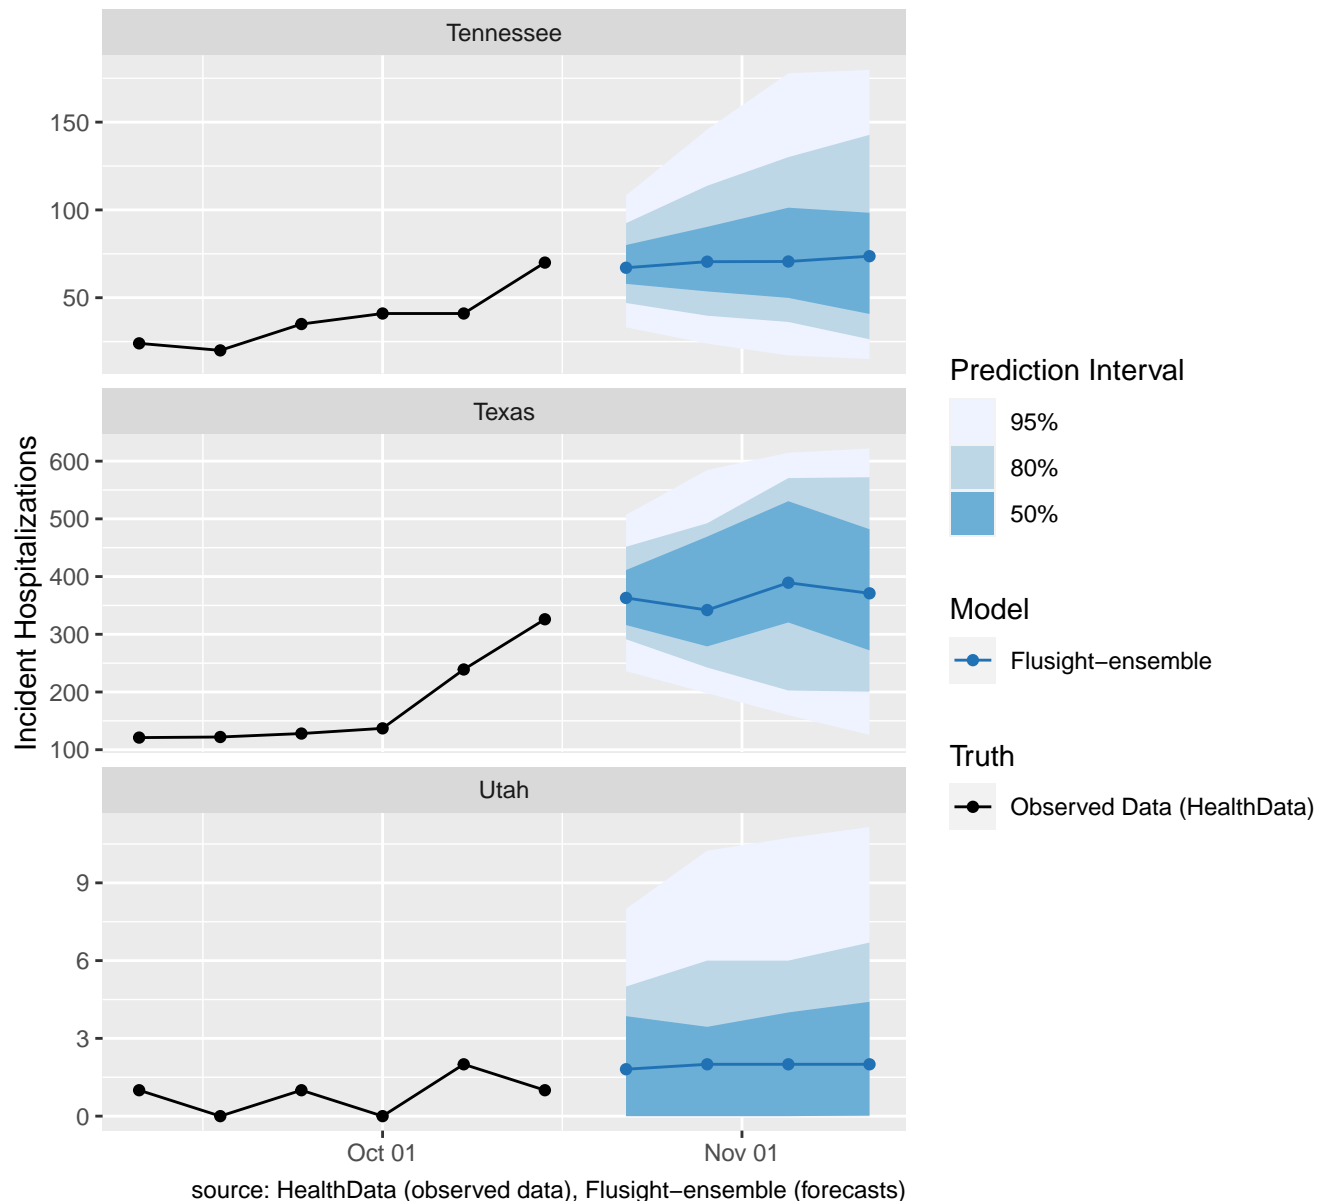 Tennessee
150
100
50
Texas
600
500
400
300
200
100
Utah
9
6
3
0
Oct 01
Nov 01
Incident Hospitalizations
source: HealthData (observed data), Flusight−ensemble (forecasts)
Prediction Interval
95%
80%
50%
Model
Flusight−ensemble
Truth
Observed Data (HealthData)